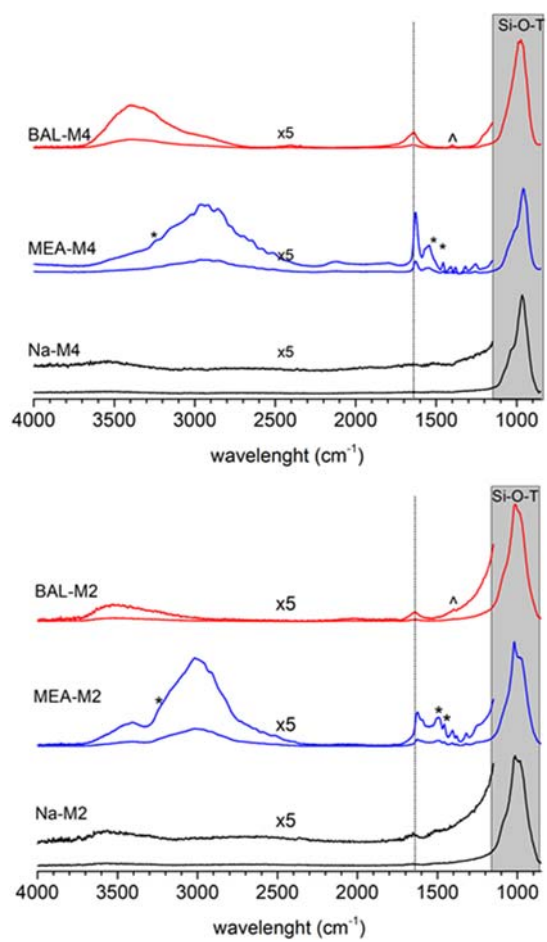 Si-O-T
BAL-M4
x5
^
*
x5
*
*
MEA-M4
Na-M4
x5
4000 3500 3000 2500 2000 1500 1000
wavelenght (cm⁻¹)
Si-O-T
BAL-M2
x5
^
MEA-M2
*
x5
*
*
Na-M2
x5
4000 3500 3000 2500 2000 1500 1000
wavelenght (cm⁻¹)